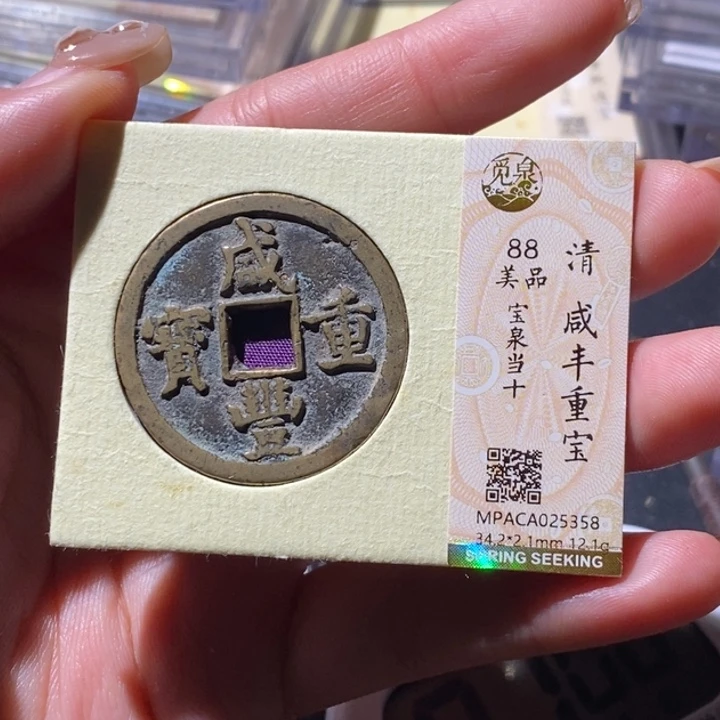 咸
豐
重
寶
觅泉
清 咸丰重宝
88
美品
宝泉当十
MPACA025358
34.2*2.1mm 12.1g
SPRING SEEKING